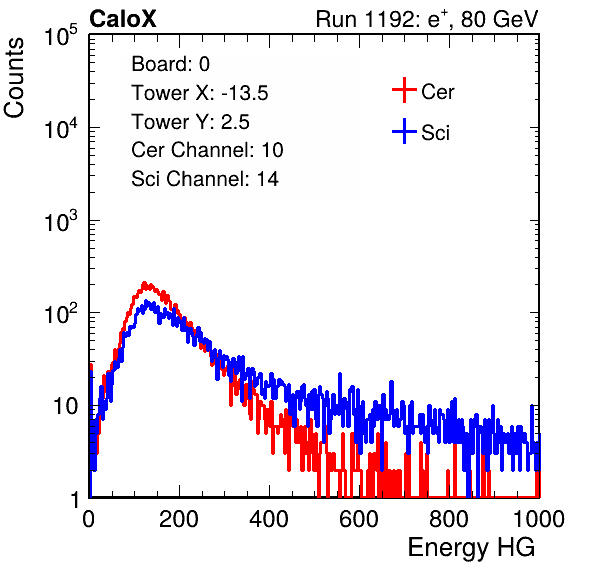 CaloX Run 1192: e⁺, 80 GeV
Counts
10⁵
10⁴
10³
10²
10
1
Board: 0
Tower X: -13.5
Tower Y: 2.5
Cer Channel: 10
Sci Channel: 14
Cer
Sci
0 200 400 600 800 1000
Energy HG